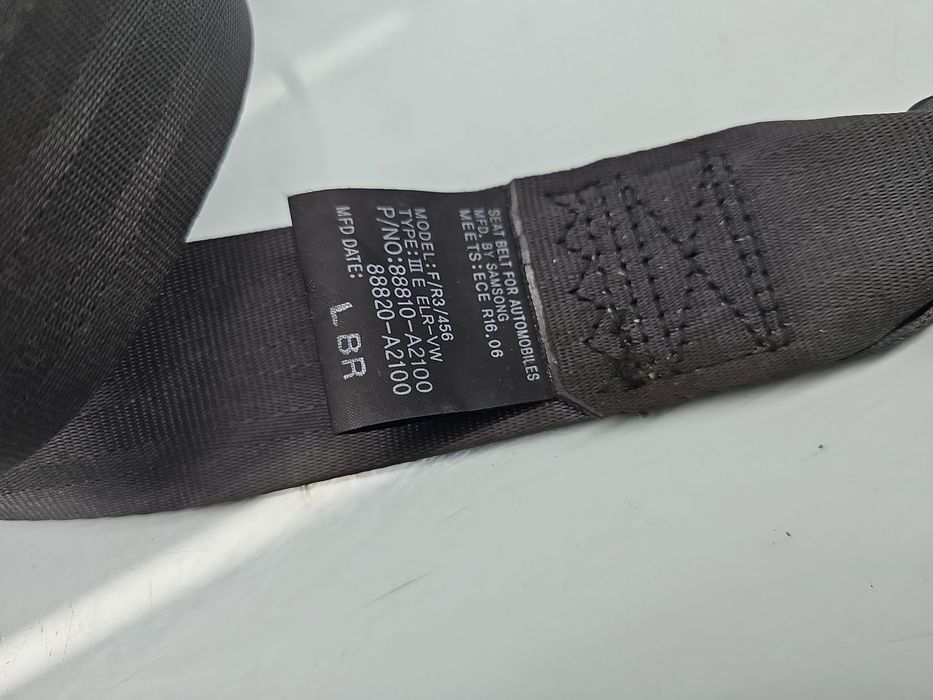 SEAT BELT FOR AUTOMOBILES
MFD. BY SAMSONG
MEETS:ECE R16.06
MODEL:F/R3/456
TYPE:Ⅲ E ELR-VW
P/NO:88810-A2100
88820-A2100
MFD DATE: LBR